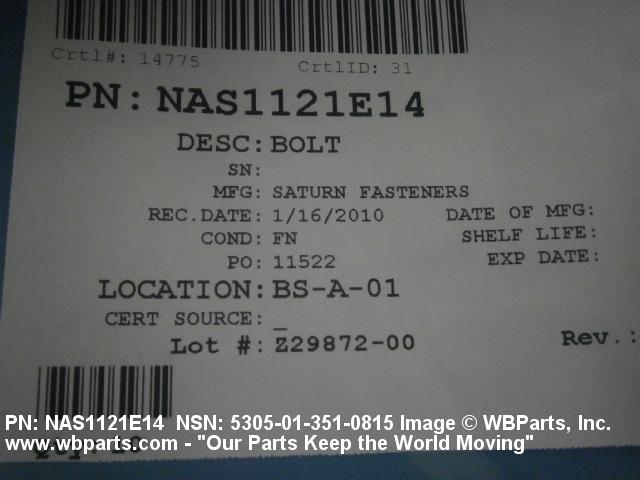 Crtl#: 14775 CrtlID: 31
PN: NAS1121E14
DESC: BOLT
SN:
MFG: SATURN FASTENERS
REC.DATE: 1/16/2010 DATE OF MFG:
COND: FN SHELF LIFE:
PO: 11522 EXP DATE:
LOCATION: BS-A-01
CERT SOURCE: _
Lot #: Z29872-00 Rev.:
PN: NAS1121E14 NSN: 5305-01-351-0815 Image © WBParts, Inc.
www.wbparts.com - "Our Parts Keep the World Moving"